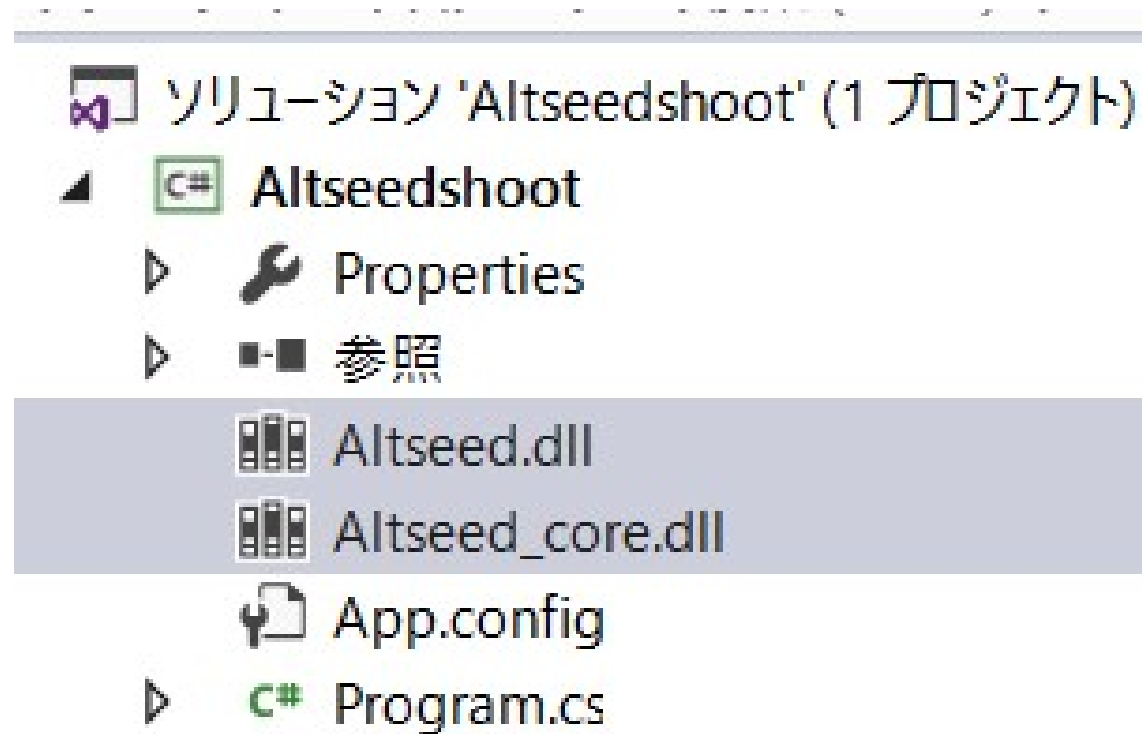 ソリューション 'Altseedshoot' (1 プロジェクト)
C# Altseedshoot
Properties
参照
Altseed.dll
Altseed_core.dll
App.config
C# Program.cs